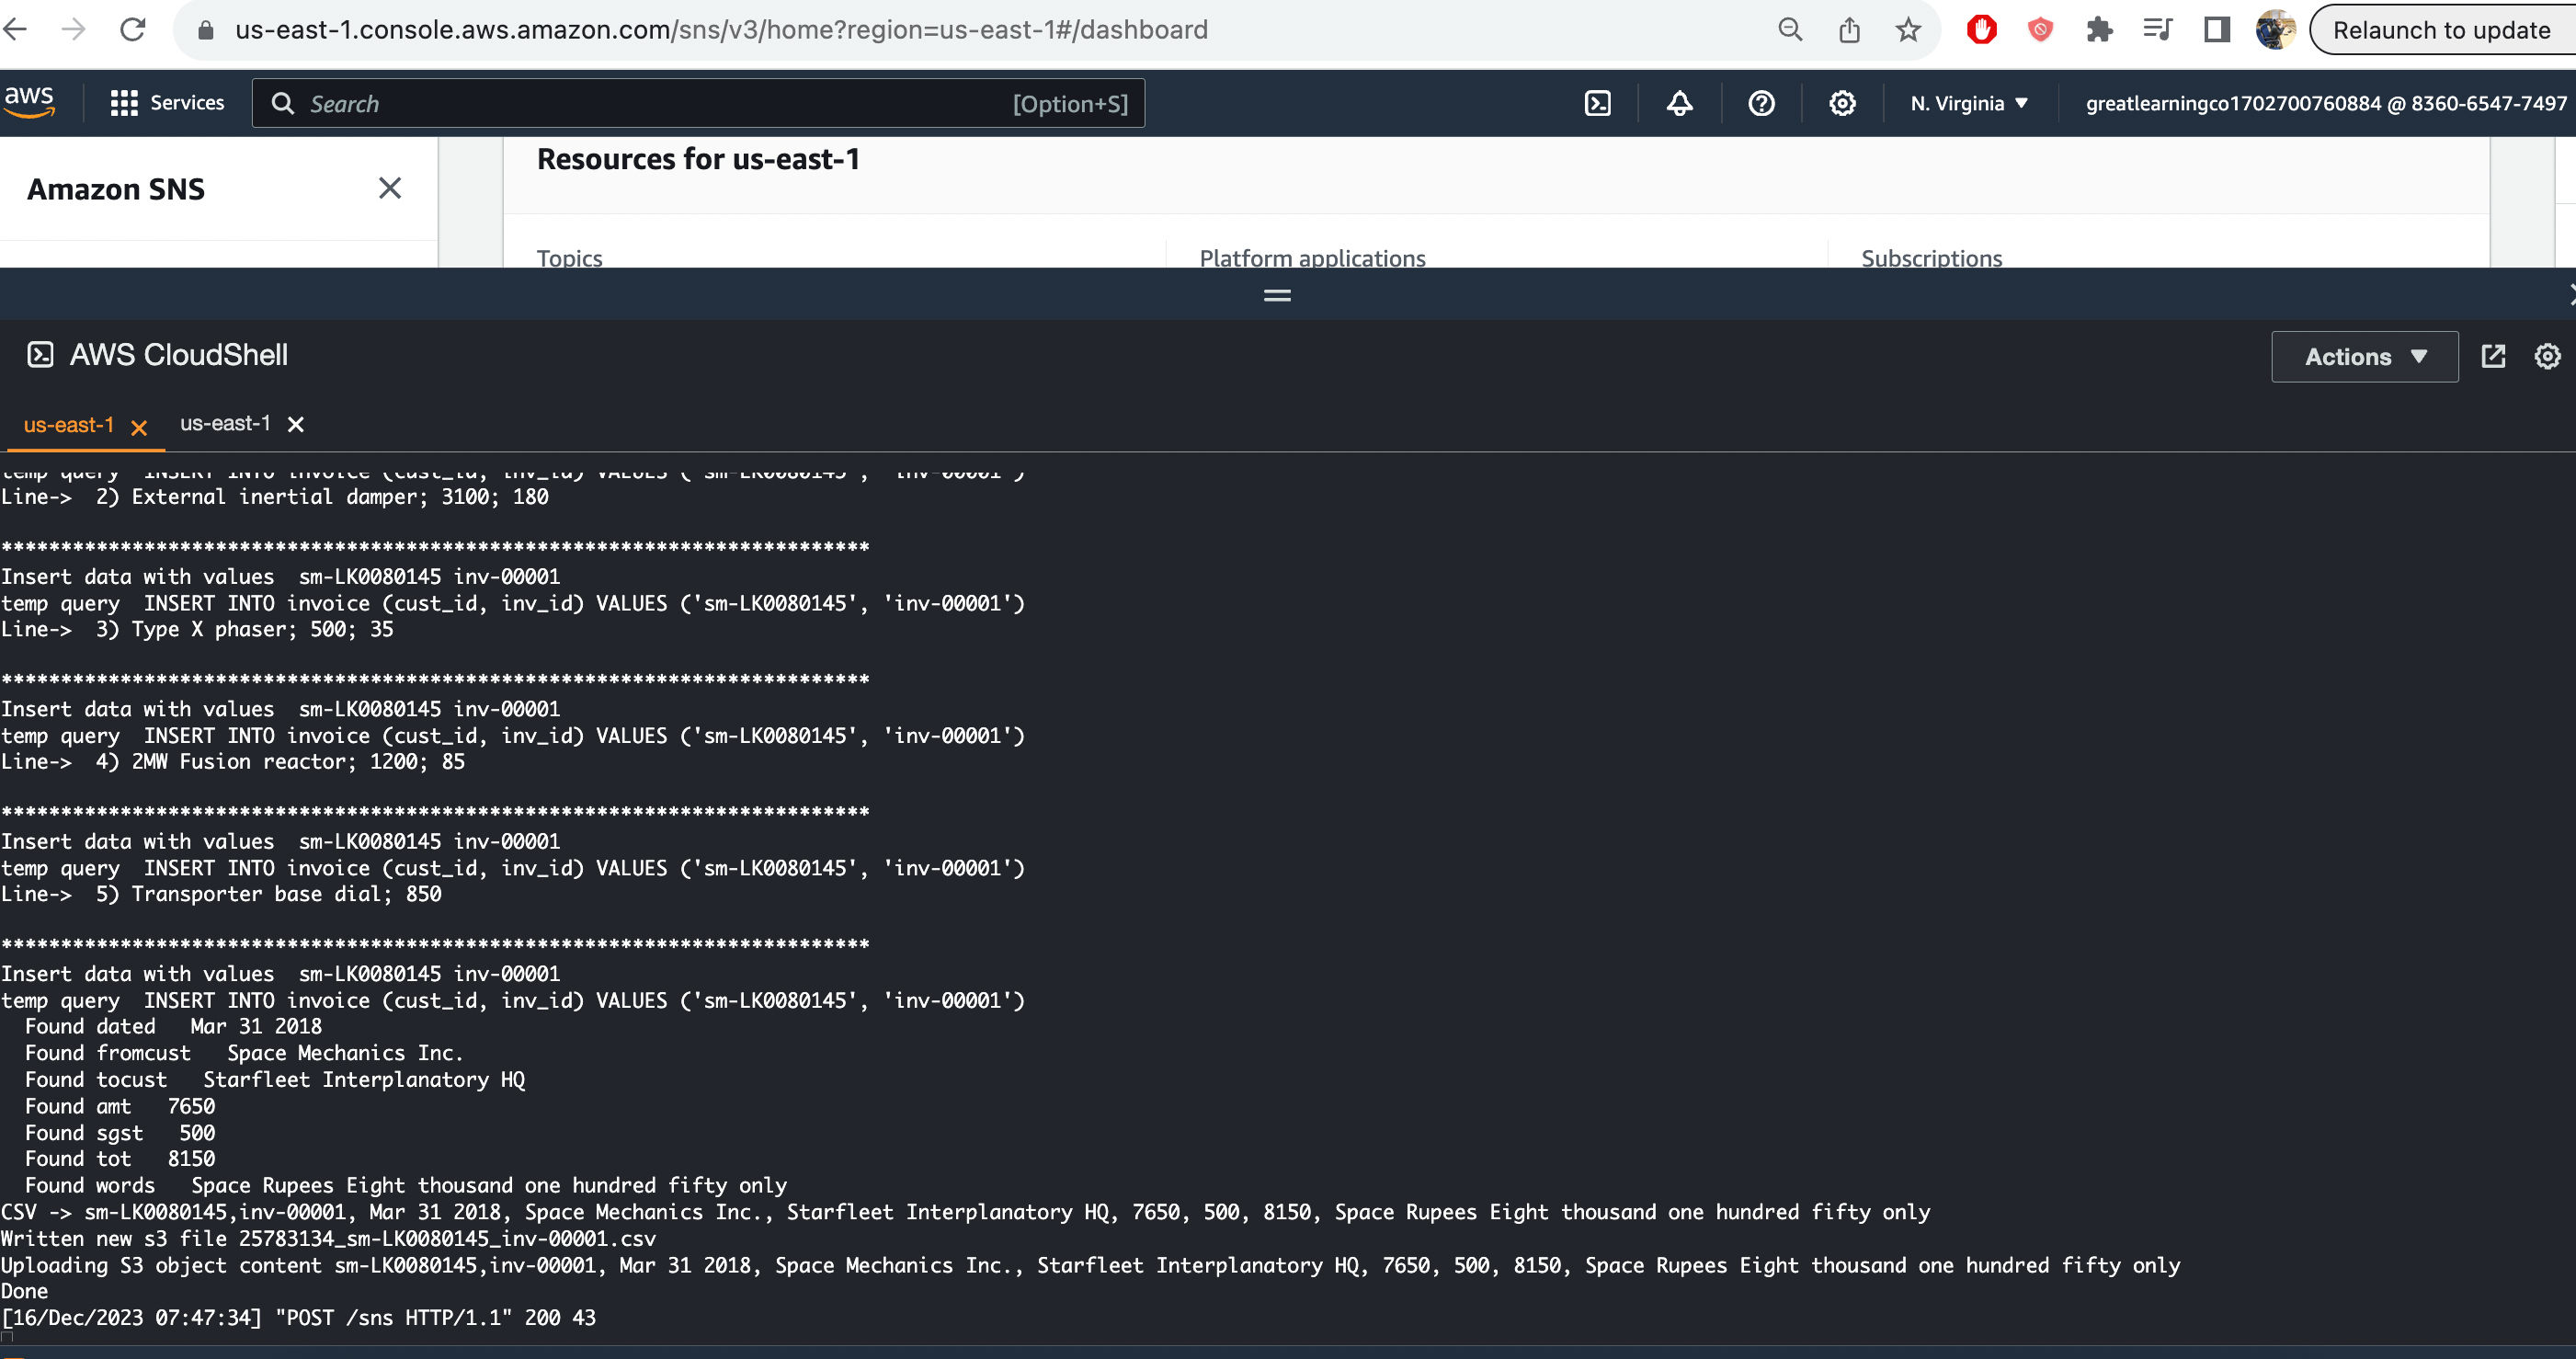 us-east-1.console.aws.amazon.com/sns/v3/home?region=us-east-1#/dashboard
Relaunch to update
aws
Services
Search
[Option+S]
N. Virginia
greatlearningco1702700760884 @ 8360-6547-7497
Amazon SNS
Resources for us-east-1
Topics
Platform applications
Subscriptions
AWS CloudShell
Actions
us-east-1
us-east-1
temp query  INSERT INTO invoice (cust_id, inv_id) VALUES ('sm-LK0080145', 'inv-00001')
Line->  2) External inertial damper; 3100; 180
*************************************************************************
Insert data with values  sm-LK0080145 inv-00001
temp query  INSERT INTO invoice (cust_id, inv_id) VALUES ('sm-LK0080145', 'inv-00001')
Line->  3) Type X phaser; 500; 35
*************************************************************************
Insert data with values  sm-LK0080145 inv-00001
temp query  INSERT INTO invoice (cust_id, inv_id) VALUES ('sm-LK0080145', 'inv-00001')
Line->  4) 2MW Fusion reactor; 1200; 85
*************************************************************************
Insert data with values  sm-LK0080145 inv-00001
temp query  INSERT INTO invoice (cust_id, inv_id) VALUES ('sm-LK0080145', 'inv-00001')
Line->  5) Transporter base dial; 850
*************************************************************************
Insert data with values  sm-LK0080145 inv-00001
temp query  INSERT INTO invoice (cust_id, inv_id) VALUES ('sm-LK0080145', 'inv-00001')
Found dated   Mar 31 2018
Found fromcust   Space Mechanics Inc.
Found tocust   Starfleet Interplanatory HQ
Found amt   7650
Found sgst   500
Found tot   8150
Found words   Space Rupees Eight thousand one hundred fifty only
CSV -> sm-LK0080145,inv-00001, Mar 31 2018, Space Mechanics Inc., Starfleet Interplanatory HQ, 7650, 500, 8150, Space Rupees Eight thousand one hundred fifty only
Written new s3 file 25783134_sm-LK0080145_inv-00001.csv
Uploading S3 object content sm-LK0080145,inv-00001, Mar 31 2018, Space Mechanics Inc., Starfleet Interplanatory HQ, 7650, 500, 8150, Space Rupees Eight thousand one hundred fifty only
Done
[16/Dec/2023 07:47:34] "POST /sns HTTP/1.1" 200 43